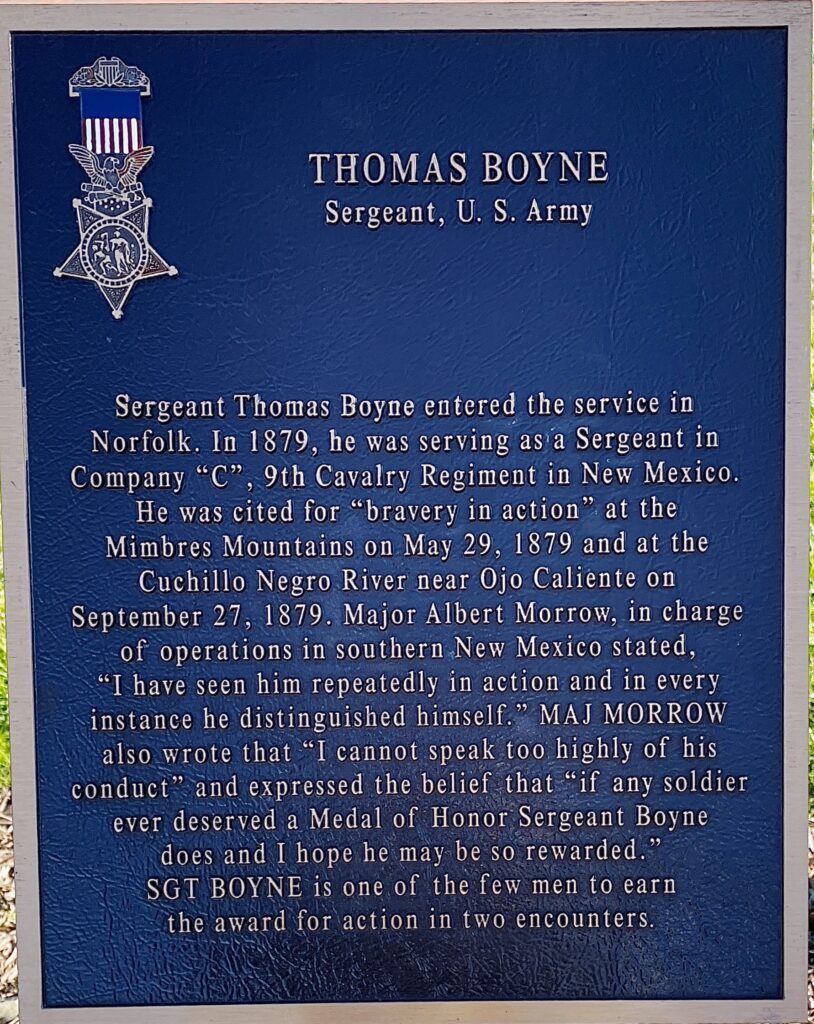 THOMAS BOYNE
Sergeant, U. S. Army
Sergeant Thomas Boyne entered the service in
Norfolk. In 1879, he was serving as a Sergeant in
Company “C”, 9th Cavalry Regiment in New Mexico.
He was cited for “bravery in action” at the
Mimbres Mountains on May 29, 1879 and at the
Cuchillo Negro River near Ojo Caliente on
September 27, 1879. Major Albert Morrow, in charge
of operations in southern New Mexico stated,
“I have seen him repeatedly in action and in every
instance he distinguished himself.” MAJ MORROW
also wrote that “I cannot speak too highly of his
conduct” and expressed the belief that “if any soldier
ever deserved a Medal of Honor Sergeant Boyne
does and I hope he may be so rewarded.”
SGT BOYNE is one of the few men to earn
the award for action in two encounters.